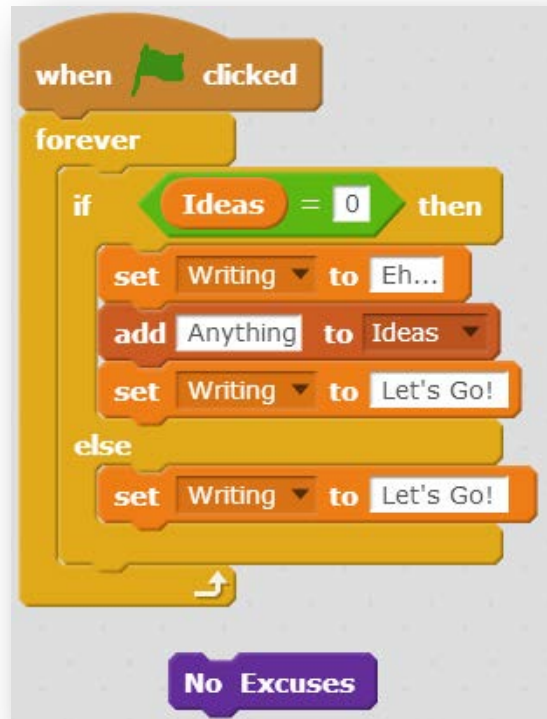 when clicked
forever
if Ideas = 0 then
set Writing to Eh...
add Anything to Ideas
set Writing to Let's Go!
else
set Writing to Let's Go!
No Excuses